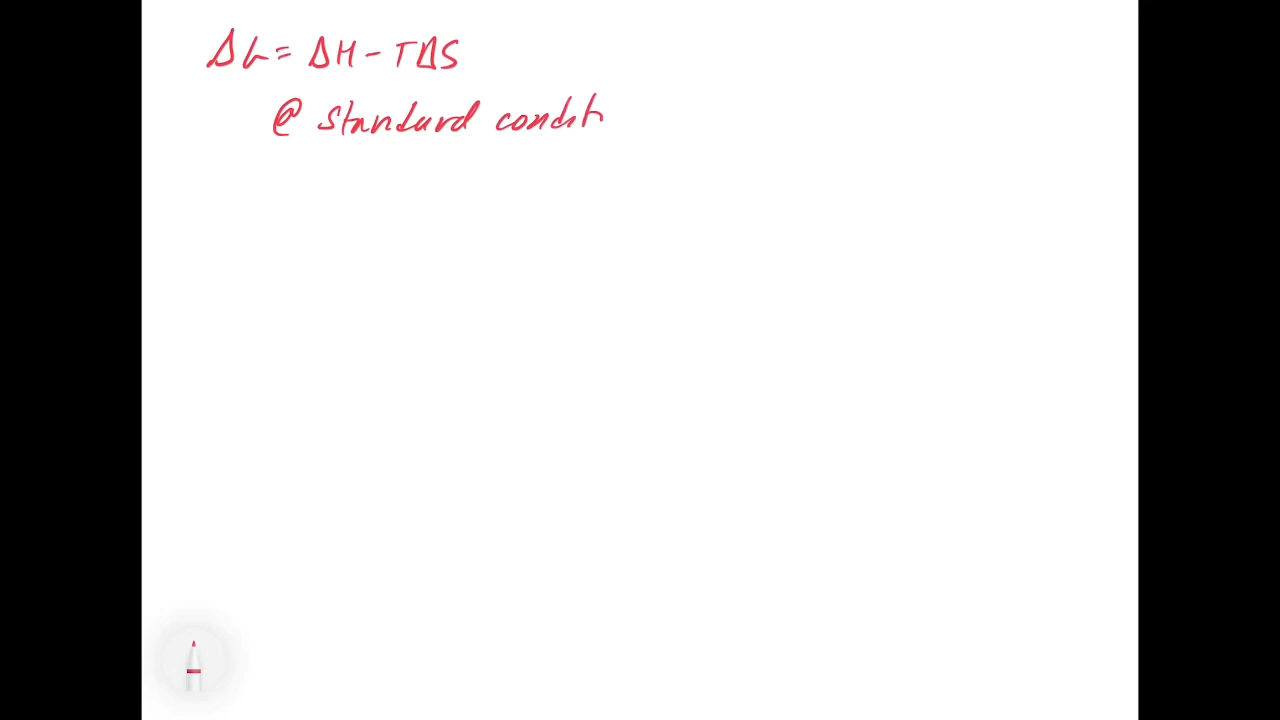 ΔG = ΔH - TΔS
@ standard condit